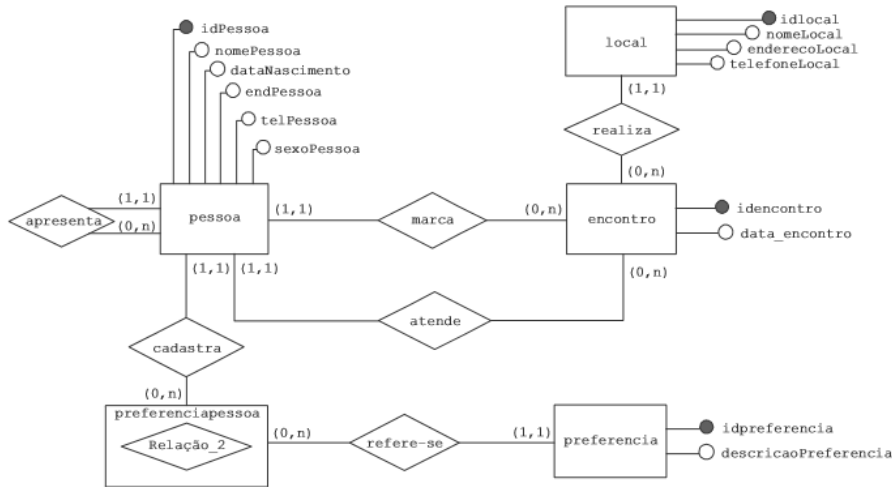 idPessoa
nomePessoa
dataNascimento
endPessoa
telPessoa
sexoPessoa
local
idlocal
nomeLocal
enderecoLocal
telefoneLocal
(1,1)
realiza
(0,n)
apresenta
(1,1)
(0,n)
pessoa
(1,1)
marca
(0,n)
encontro
idencontro
data_encontro
(1,1)
(1,1)
(0,n)
atende
cadastra
(0,n)
preferenciapessoa
Relação_2
(0,n)
refere-se
(1,1)
preferencia
idpreferencia
descricaoPreferencia